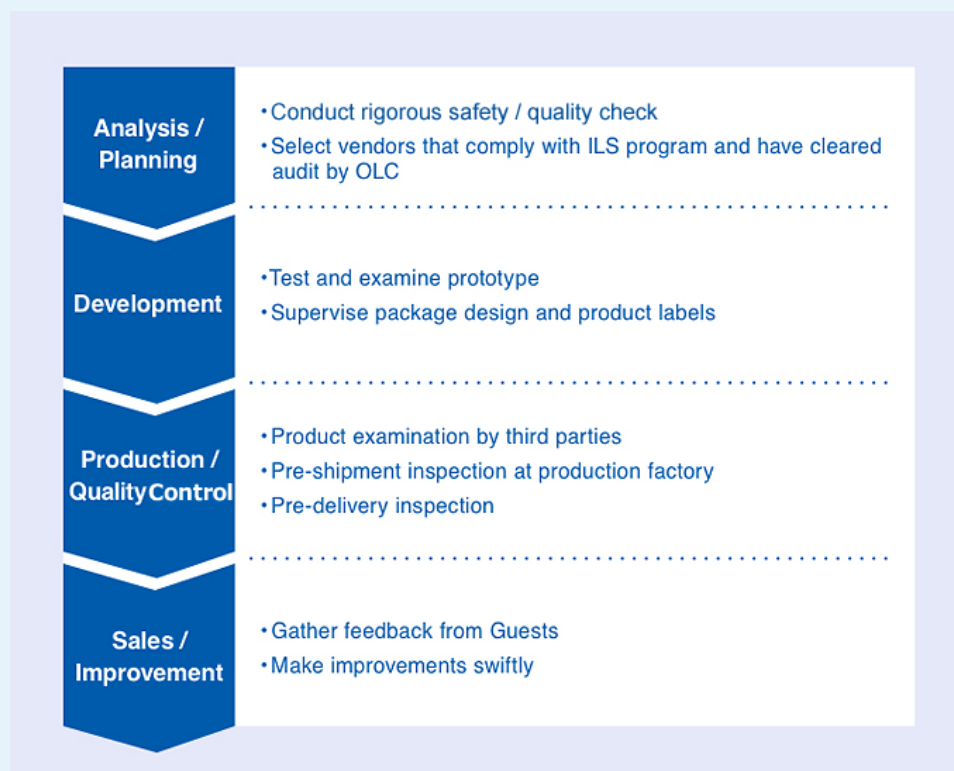 Analysis /
Planning
・Conduct rigorous safety / quality check
・Select vendors that comply with ILS program and have cleared
audit by OLC
Development
・Test and examine prototype
・Supervise package design and product labels
Production /
QualityControl
・Product examination by third parties
・Pre-shipment inspection at production factory
・Pre-delivery inspection
Sales /
Improvement
・Gather feedback from Guests
・Make improvements swiftly